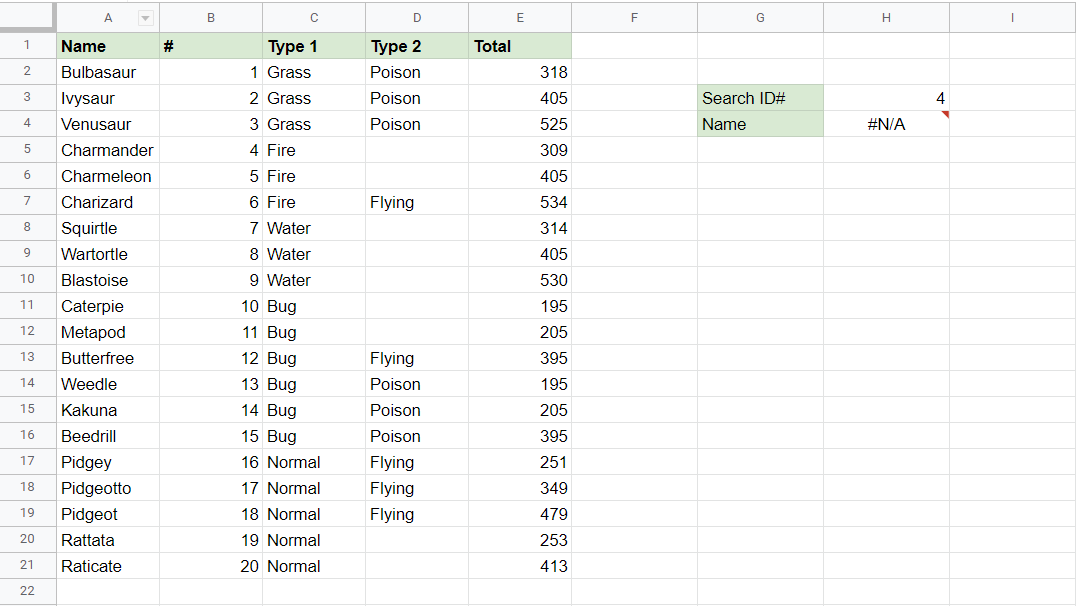 A B C D E F G H I
1 Name # Type 1 Type 2 Total
2 Bulbasaur 1 Grass Poison 318
3 Ivysaur 2 Grass Poison 405 Search ID# 4
4 Venusaur 3 Grass Poison 525 Name #N/A
5 Charmander 4 Fire 309
6 Charmeleon 5 Fire 405
7 Charizard 6 Fire Flying 534
8 Squirtle 7 Water 314
9 Wartortle 8 Water 405
10 Blastoise 9 Water 530
11 Caterpie 10 Bug 195
12 Metapod 11 Bug 205
13 Butterfree 12 Bug Flying 395
14 Weedle 13 Bug Poison 195
15 Kakuna 14 Bug Poison 205
16 Beedrill 15 Bug Poison 395
17 Pidgey 16 Normal Flying 251
18 Pidgeotto 17 Normal Flying 349
19 Pidgeot 18 Normal Flying 479
20 Rattata 19 Normal 253
21 Raticate 20 Normal 413
22